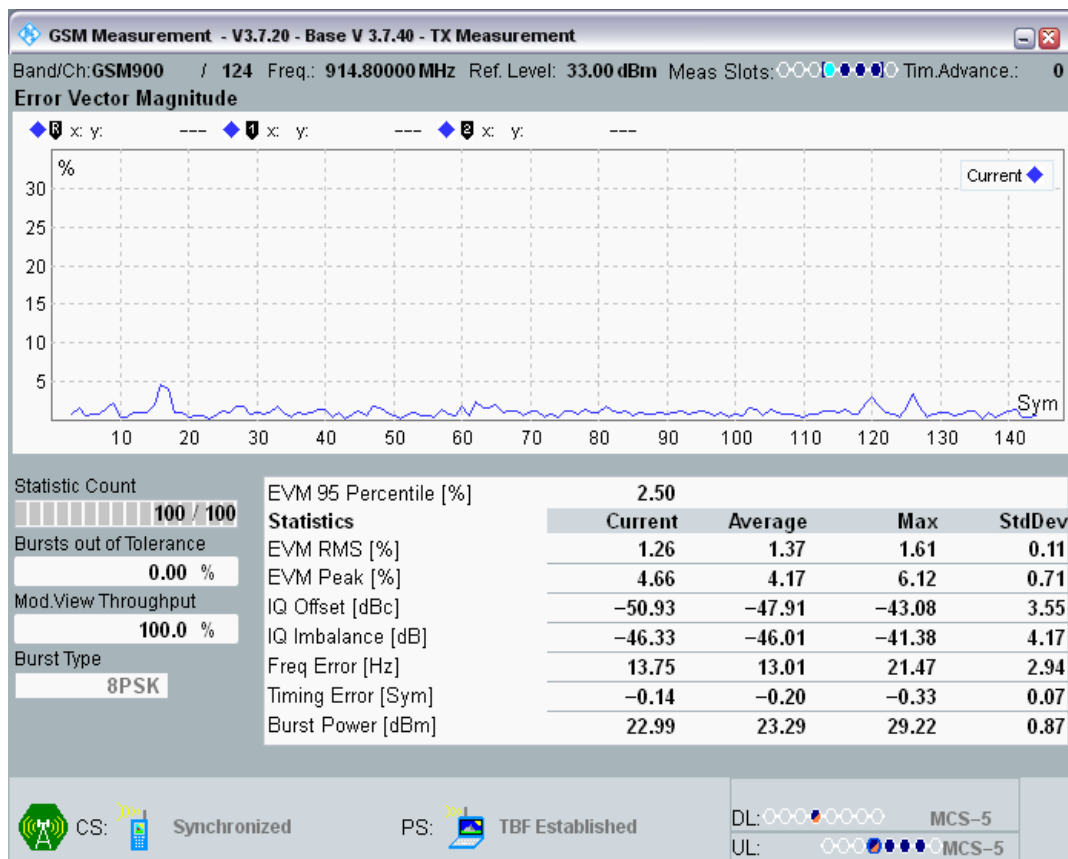 GSM Measurement - V3.7.20 - Base V 3.7.40 - TX Measurement
Band/Ch:GSM900 / 124 Freq.: 914.80000 MHz Ref. Level: 33.00 dBm Meas Slots: Tim.Advance.: 0
Error Vector Magnitude
R x: y: --- 1 x: y: --- 2 x: y: ---
%
Current
30
25
20
15
10
5
Sym
10 20 30 40 50 60 70 80 90 100 110 120 130 140
Statistic Count
100 / 100
Bursts out of Tolerance
0.00 %
Mod.View Throughput
100.0 %
Burst Type
8PSK
EVM 95 Percentile [%] 2.50
Statistics Current Average Max StdDev
EVM RMS [%] 1.26 1.37 1.61 0.11
EVM Peak [%] 4.66 4.17 6.12 0.71
IQ Offset [dBc] −50.93 −47.91 −43.08 3.55
IQ Imbalance [dB] −46.33 −46.01 −41.38 4.17
Freq Error [Hz] 13.75 13.01 21.47 2.94
Timing Error [Sym] −0.14 −0.20 −0.33 0.07
Burst Power [dBm] 22.99 23.29 29.22 0.87
CS: Synchronized PS: TBF Established
DL: MCS−5
UL: MCS−5